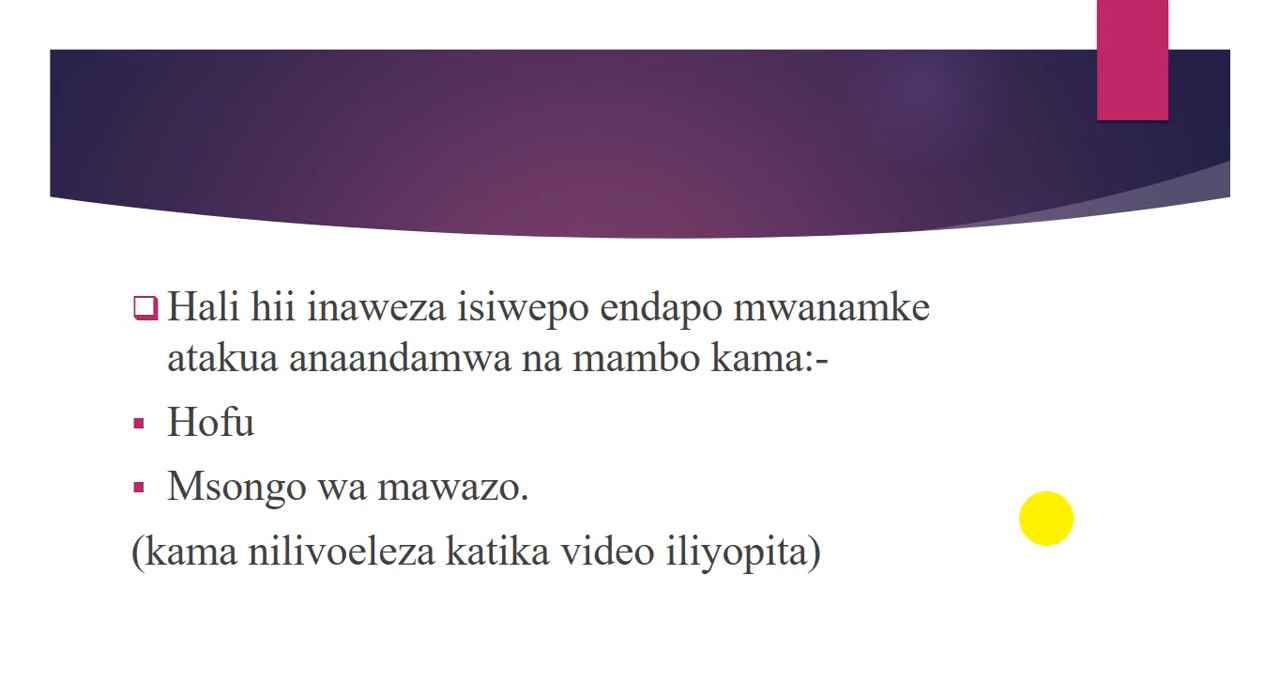 Hali hii inaweza isiwepo endapo mwanamke
atakua anaandamwa na mambo kama:-
Hofu
Msongo wa mawazo.
(kama nilivoeleza katika video iliyopita)